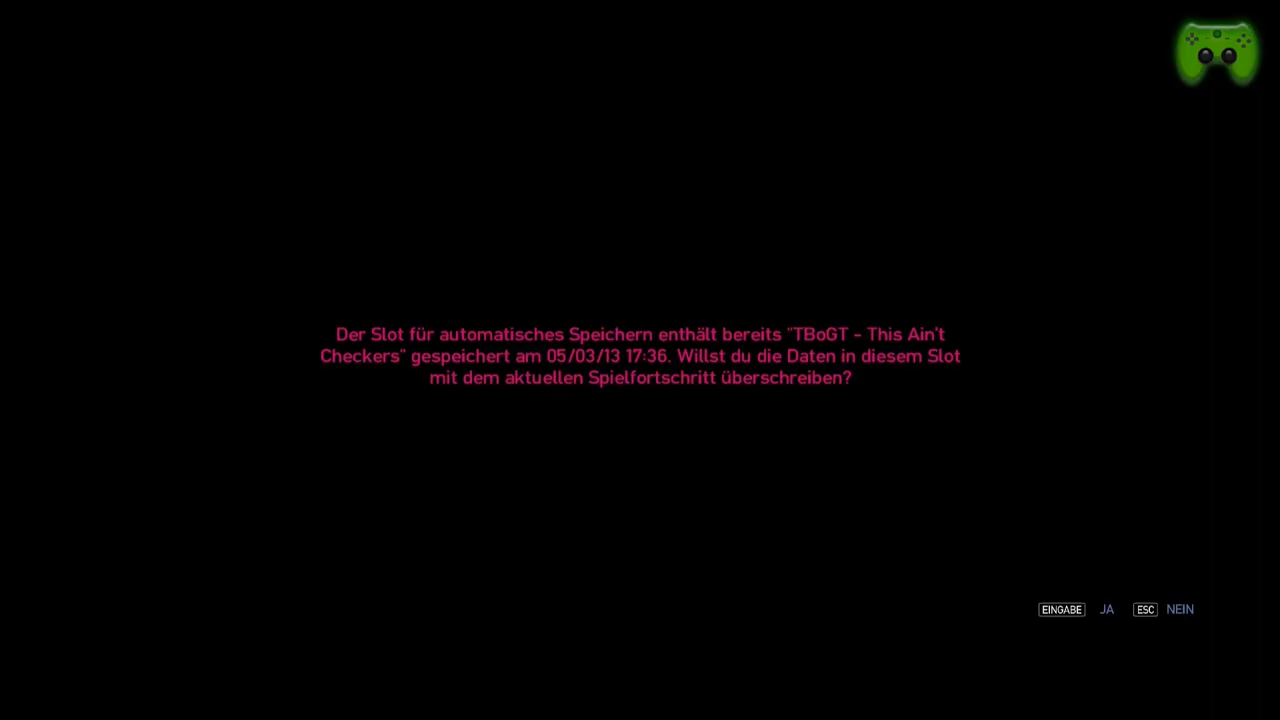 Der Slot für automatisches Speichern enthält bereits "TBoGT - This Ain't
Checkers" gespeichert am 05/03/13 17:36. Willst du die Daten in diesem Slot
mit dem aktuellen Spielfortschritt überschreiben?
EINGABE JA ESC NEIN